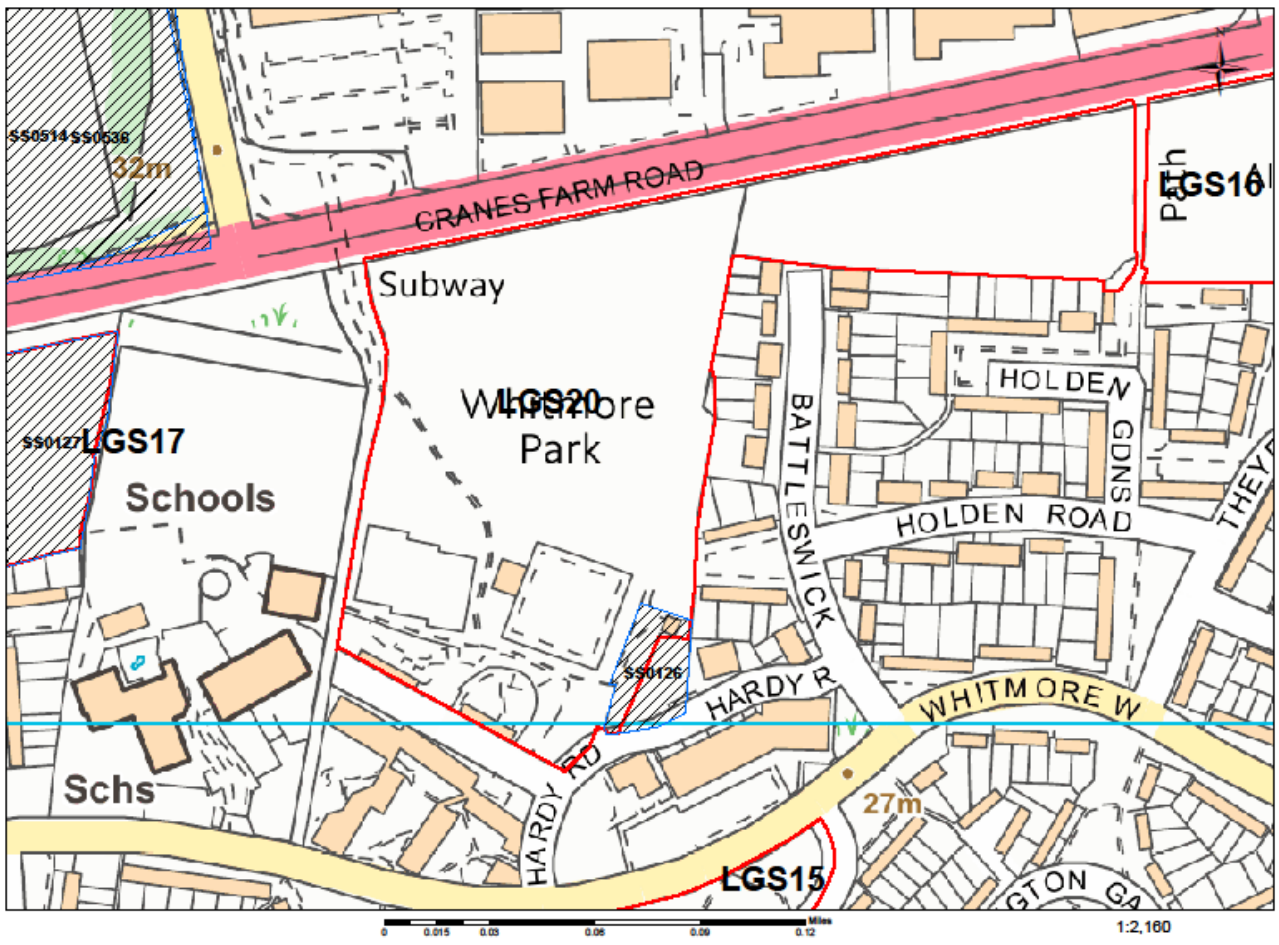 N
SS0514
SS0536
32m
CRANES FARM ROAD
Path
LGS16
Al
Subway
LGS20
Whitmore
Park
SS0127
LGS17
Schools
HOLDEN
GDNS
BATTLESWICK
HOLDEN ROAD
SS0126
HARDY R
WHITMORE W
HARDY RD
Schs
27m
LGS15
GTON GA
Miles
0 0.015 0.03 0.06 0.09 0.12
1:2,160